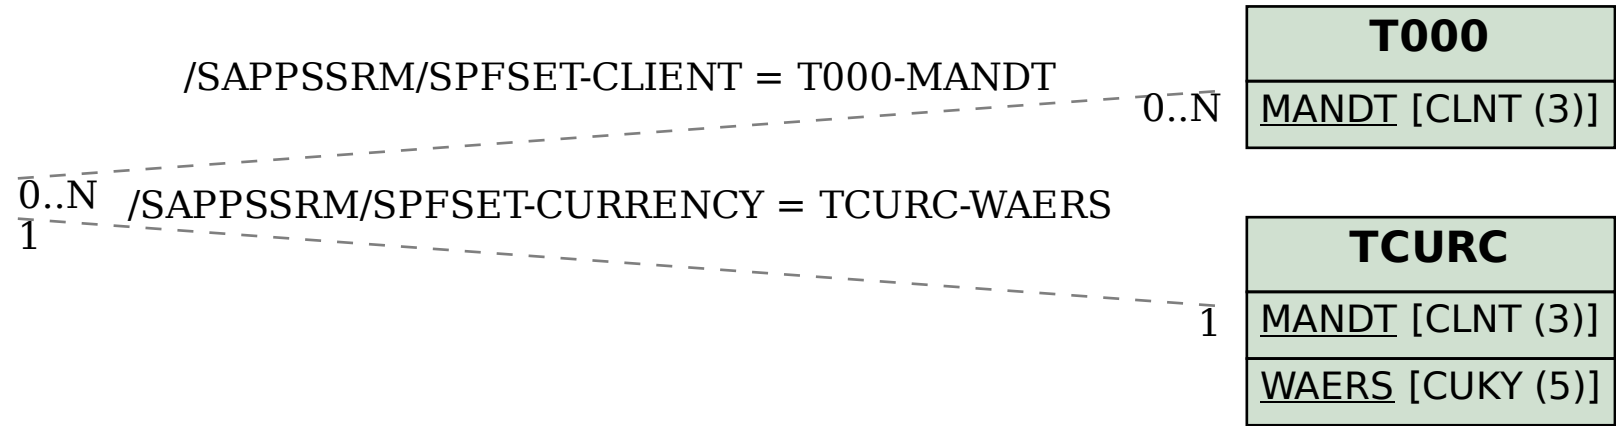 T000
/SAPPSSRM/SPFSET-CLIENT = T000-MANDT
0..N
MANDT [CLNT (3)]
0..N
/SAPPSSRM/SPFSET-CURRENCY = TCURC-WAERS
1
TCURC
1
MANDT [CLNT (3)]
WAERS [CUKY (5)]